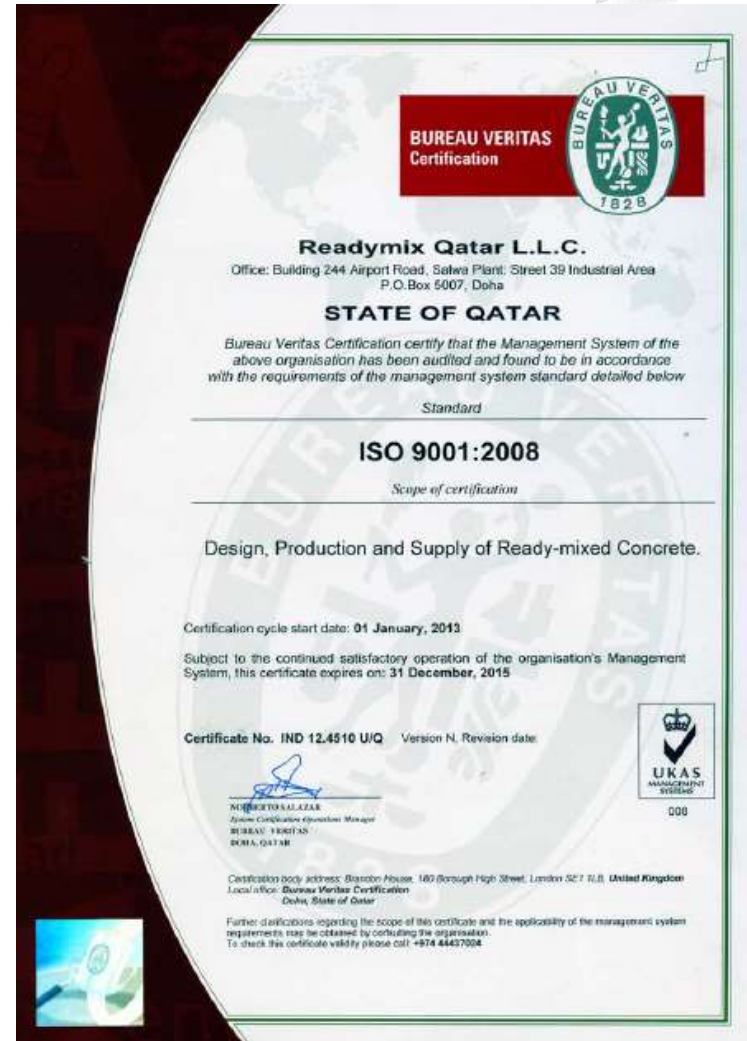 BUREAU VERITAS
Certification
BUREAU VERITAS
1828
Readymix Qatar L.L.C.
Office: Building 244 Airport Road, Salwa Plant: Street 39 Industrial Area
P.O.Box 5007, Doha
STATE OF QATAR
Bureau Veritas Certification certify that the Management System of the
above organisation has been audited and found to be in accordance
with the requirements of the management system standard detailed below
Standard
ISO 9001:2008
Scope of certification
Design, Production and Supply of Ready-mixed Concrete.
Certification cycle start date: 01 January, 2013
Subject to the continued satisfactory operation of the organisation's Management
System, this certificate expires on: 31 December, 2015
Certificate No. IND 12.4510 U/Q Version N. Revision date:
NORBERTO SALAZAR
System Certification Operations Manager
BUREAU VERITAS
DOHA, QATAR
UKAS
MANAGEMENT
SYSTEMS
008
Certification body address: Brandon House, 180 Borough High Street, London SE1 1LB, United Kingdom
Local office: Bureau Veritas Certification
Doha, State of Qatar
Further clarifications regarding the scope of this certificate and the applicability of the management system
requirements may be obtained by consulting the organisation.
To check this certificate validity please call: +974 44437024